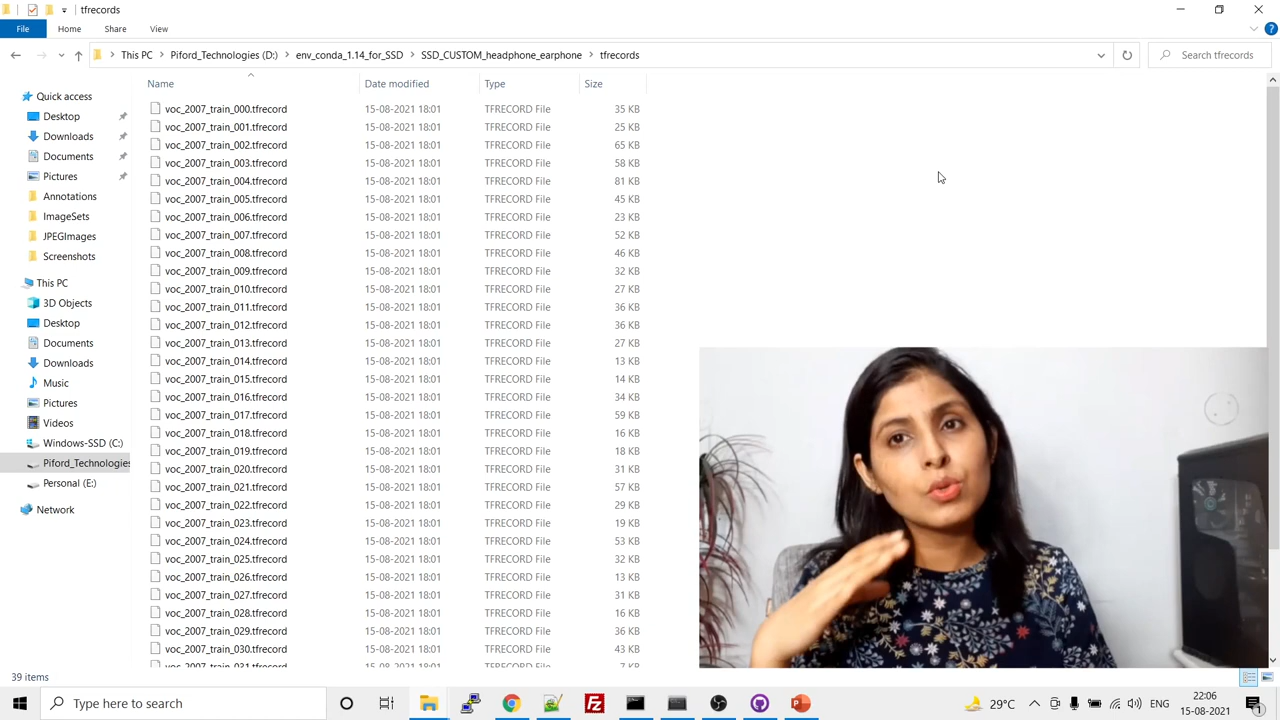 tfrecords
File Home Share View
This PC Piford_Technologies (D:) env_conda_1.14_for_SSD SSD_CUSTOM_headphone_earphone tfrecords
Search tfrecords
Name Date modified Type Size
Quick access
Desktop
Downloads
Documents
Pictures
Annotations
ImageSets
JPEGImages
Screenshots
This PC
3D Objects
Desktop
Documents
Downloads
Music
Pictures
Videos
Windows-SSD (C:)
Piford_Technologies
Personal (E:)
Network
voc_2007_train_000.tfrecord 15-08-2021 18:01 TFRECORD File 35 KB
voc_2007_train_001.tfrecord 15-08-2021 18:01 TFRECORD File 25 KB
voc_2007_train_002.tfrecord 15-08-2021 18:01 TFRECORD File 65 KB
voc_2007_train_003.tfrecord 15-08-2021 18:01 TFRECORD File 58 KB
voc_2007_train_004.tfrecord 15-08-2021 18:01 TFRECORD File 81 KB
voc_2007_train_005.tfrecord 15-08-2021 18:01 TFRECORD File 45 KB
voc_2007_train_006.tfrecord 15-08-2021 18:01 TFRECORD File 23 KB
voc_2007_train_007.tfrecord 15-08-2021 18:01 TFRECORD File 52 KB
voc_2007_train_008.tfrecord 15-08-2021 18:01 TFRECORD File 46 KB
voc_2007_train_009.tfrecord 15-08-2021 18:01 TFRECORD File 32 KB
voc_2007_train_010.tfrecord 15-08-2021 18:01 TFRECORD File 27 KB
voc_2007_train_011.tfrecord 15-08-2021 18:01 TFRECORD File 36 KB
voc_2007_train_012.tfrecord 15-08-2021 18:01 TFRECORD File 36 KB
voc_2007_train_013.tfrecord 15-08-2021 18:01 TFRECORD File 27 KB
voc_2007_train_014.tfrecord 15-08-2021 18:01 TFRECORD File 13 KB
voc_2007_train_015.tfrecord 15-08-2021 18:01 TFRECORD File 14 KB
voc_2007_train_016.tfrecord 15-08-2021 18:01 TFRECORD File 34 KB
voc_2007_train_017.tfrecord 15-08-2021 18:01 TFRECORD File 59 KB
voc_2007_train_018.tfrecord 15-08-2021 18:01 TFRECORD File 16 KB
voc_2007_train_019.tfrecord 15-08-2021 18:01 TFRECORD File 18 KB
voc_2007_train_020.tfrecord 15-08-2021 18:01 TFRECORD File 31 KB
voc_2007_train_021.tfrecord 15-08-2021 18:01 TFRECORD File 57 KB
voc_2007_train_022.tfrecord 15-08-2021 18:01 TFRECORD File 29 KB
voc_2007_train_023.tfrecord 15-08-2021 18:01 TFRECORD File 19 KB
voc_2007_train_024.tfrecord 15-08-2021 18:01 TFRECORD File 53 KB
voc_2007_train_025.tfrecord 15-08-2021 18:01 TFRECORD File 32 KB
voc_2007_train_026.tfrecord 15-08-2021 18:01 TFRECORD File 13 KB
voc_2007_train_027.tfrecord 15-08-2021 18:01 TFRECORD File 31 KB
voc_2007_train_028.tfrecord 15-08-2021 18:01 TFRECORD File 16 KB
voc_2007_train_029.tfrecord 15-08-2021 18:01 TFRECORD File 36 KB
voc_2007_train_030.tfrecord 15-08-2021 18:01 TFRECORD File 43 KB
voc_2007_train_031.tfrecord 15-08-2021 18:01 TFRECORD File 7 KB
39 items
Type here to search
29°C
ENG
22:06
15-08-2021
1